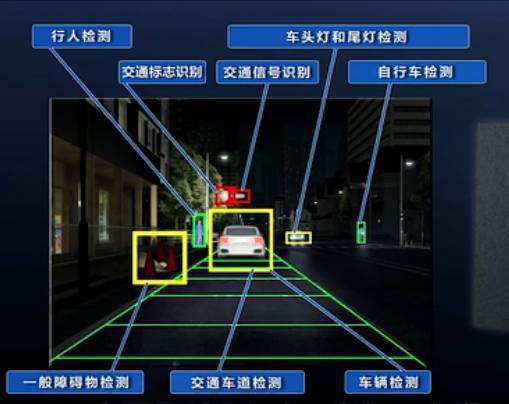 行人检测
车头灯和尾灯检测
交通标志识别
交通信号识别
自行车检测
一般障碍物检测
交通车道检测
车辆检测